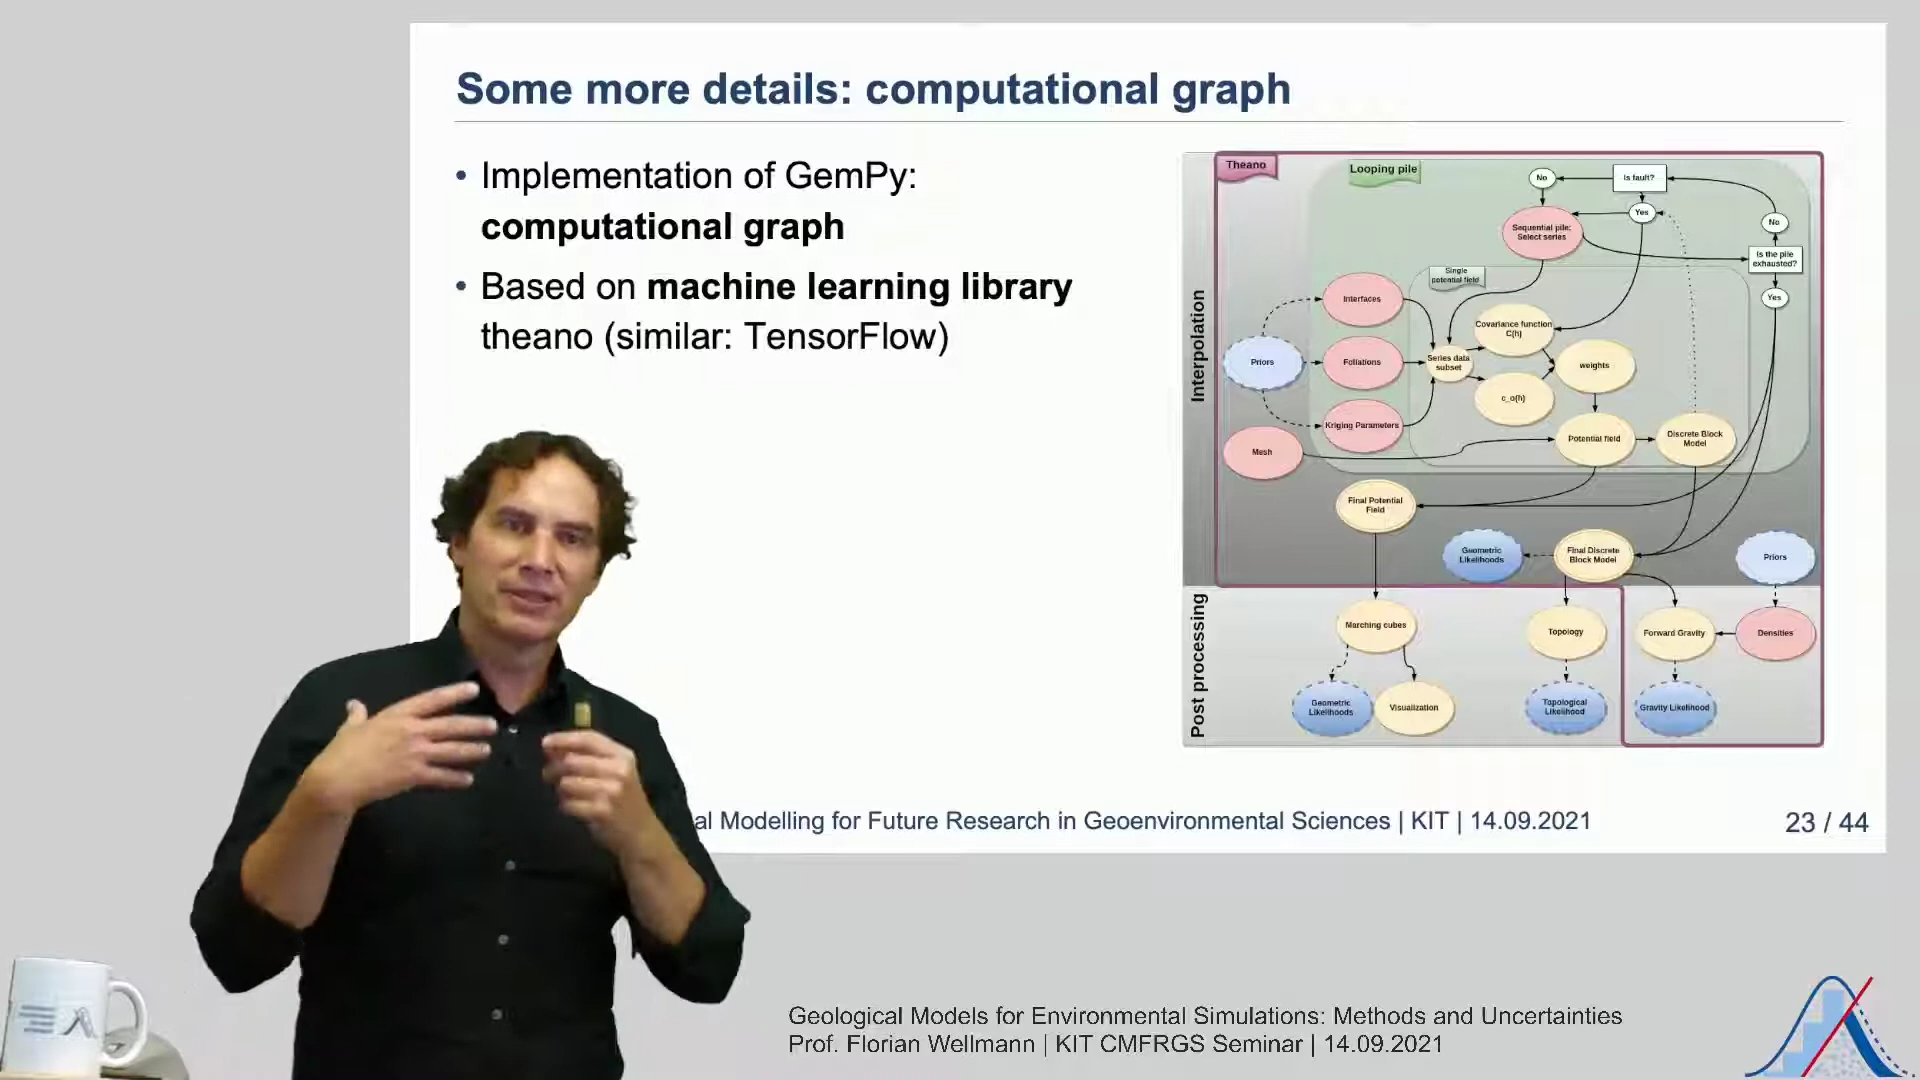 Some more details: computational graph
• Implementation of GemPy:
computational graph
• Based on machine learning library
theano (similar: TensorFlow)
Interpolation
Theano
Looping pile
No
Is fault?
Yes
No
Sequential pile:
Select series
Is the pile
exhausted?
Yes
Single
potential field
Interfaces
Covariance function
C(h)
Priors
Foliations
Series data
subset
weights
c_o(h)
Kriging Parameters
Mesh
Potential field
Discrete Block
Model
Final Potential
Field
Geometric
Likelihoods
Final Discrete
Block Model
Priors
Post processing
Marching cubes
Topology
Forward Gravity
Densities
Geometric
Likelihoods
Visualization
Topological
Likelihood
Gravity Likelihood
al Modelling for Future Research in Geoenvironmental Sciences | KIT | 14.09.2021
23 / 44
Geological Models for Environmental Simulations: Methods and Uncertainties
Prof. Florian Wellmann | KIT CMFRGS Seminar | 14.09.2021